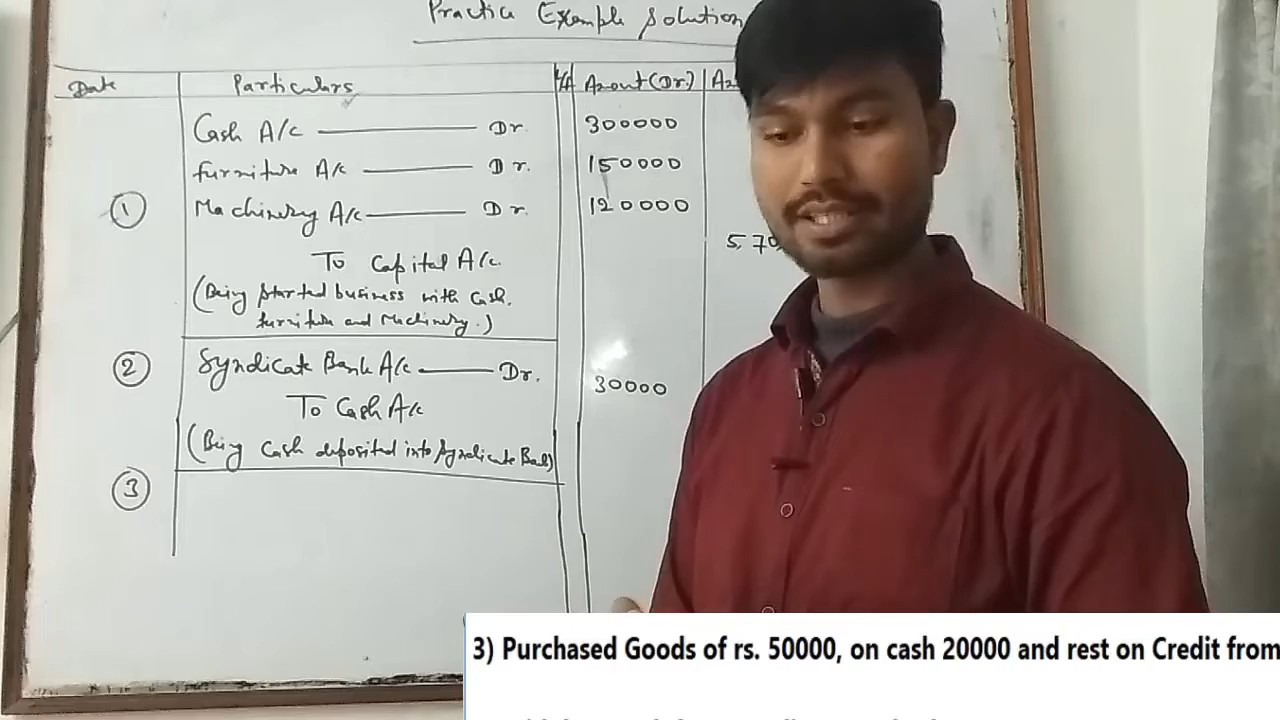 Practice Example Solution
Date Particulars Amount (Dr.)
Cash A/c Dr. 300000
furniture A/c Dr. 150000
① Machinery A/c Dr. 120000
To Capital A/c. 5,70
(Being started business with cash,
furniture and Machinery.)
② Syndicate Bank A/c Dr. 30000
To Cash A/c
(Being Cash deposited into Syndicate Bank)
③
3) Purchased Goods of rs. 50000, on cash 20000 and rest on Credit from